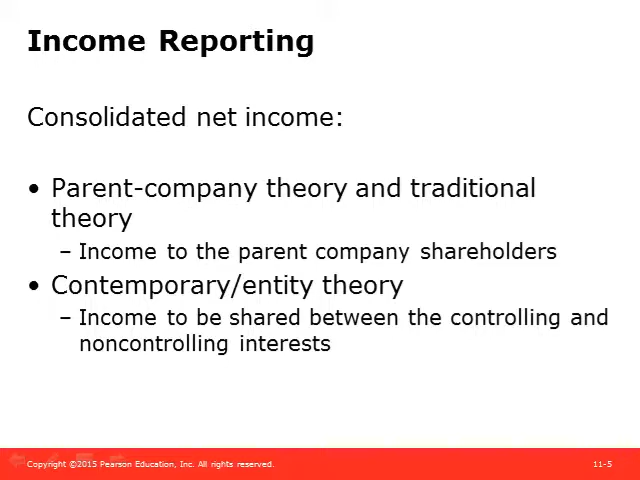 Income Reporting
Consolidated net income:
• Parent-company theory and traditional
theory
– Income to the parent company shareholders
• Contemporary/entity theory
– Income to be shared between the controlling and
noncontrolling interests
Copyright ©2015 Pearson Education, Inc. All rights reserved.
11-5